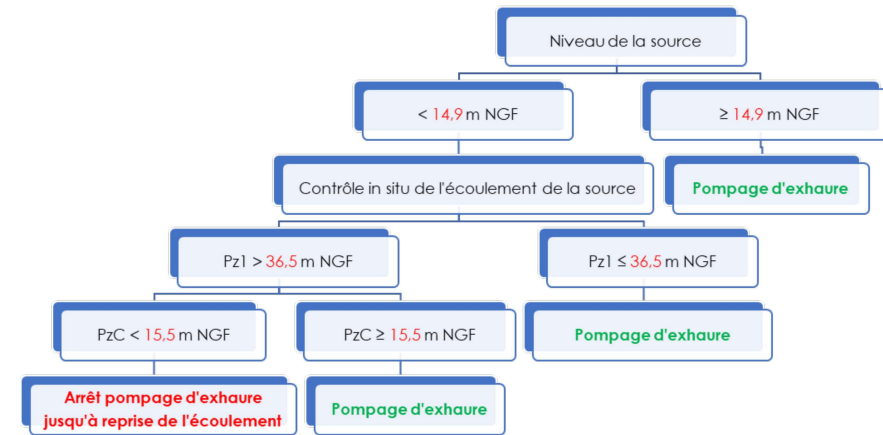 Niveau de la source
< 14,9 m NGF
≥ 14,9 m NGF
Contrôle in situ de l'écoulement de la source
Pompage d'exhaure
Pz1 > 36,5 m NGF
Pz1 ≤ 36,5 m NGF
PzC < 15,5 m NGF
PzC ≥ 15,5 m NGF
Pompage d'exhaure
Arrêt pompage d'exhaure
jusqu'à reprise de l'écoulement
Pompage d'exhaure